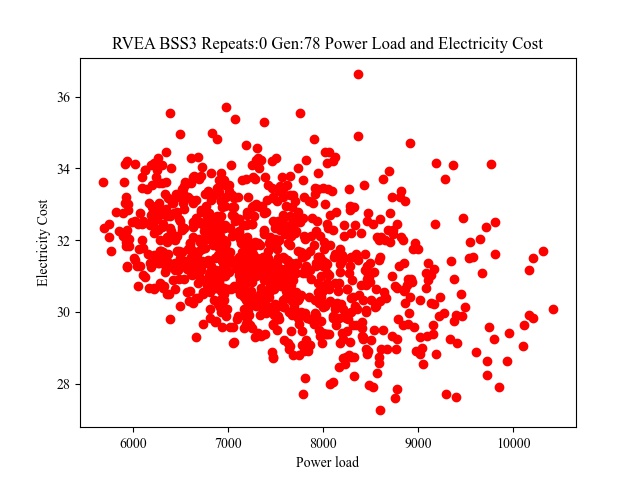 RVEA BSS3 Repeats:0 Gen:78 Power Load and Electricity Cost
36
34
32
30
28
Electricity Cost
6000 7000 8000 9000 10000
Power load